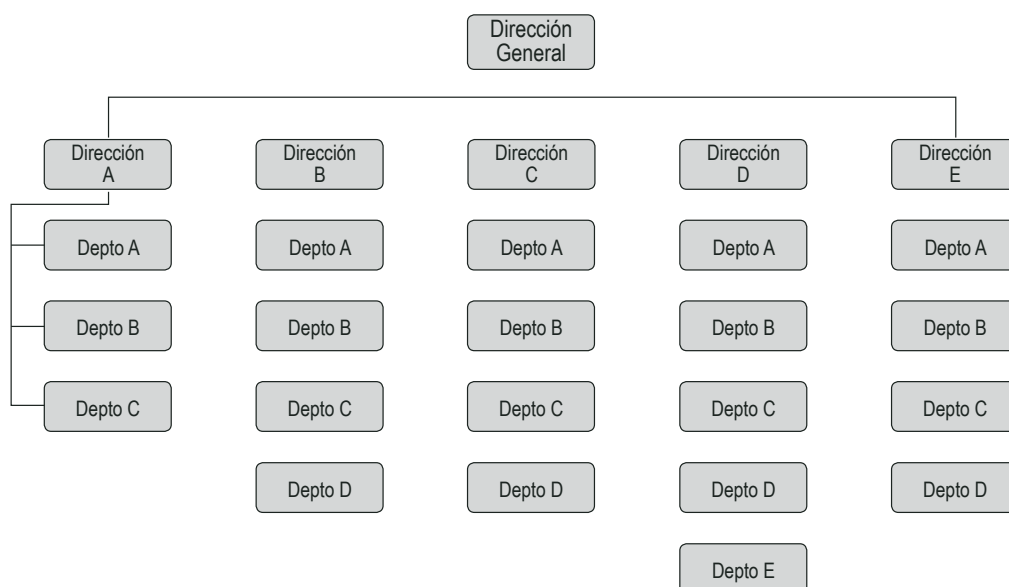 Dirección
General
Dirección
A
Dirección
B
Dirección
C
Dirección
D
Dirección
E
Depto A
Depto A
Depto A
Depto A
Depto A
Depto B
Depto B
Depto B
Depto B
Depto B
Depto C
Depto C
Depto C
Depto C
Depto C
Depto D
Depto D
Depto D
Depto D
Depto E